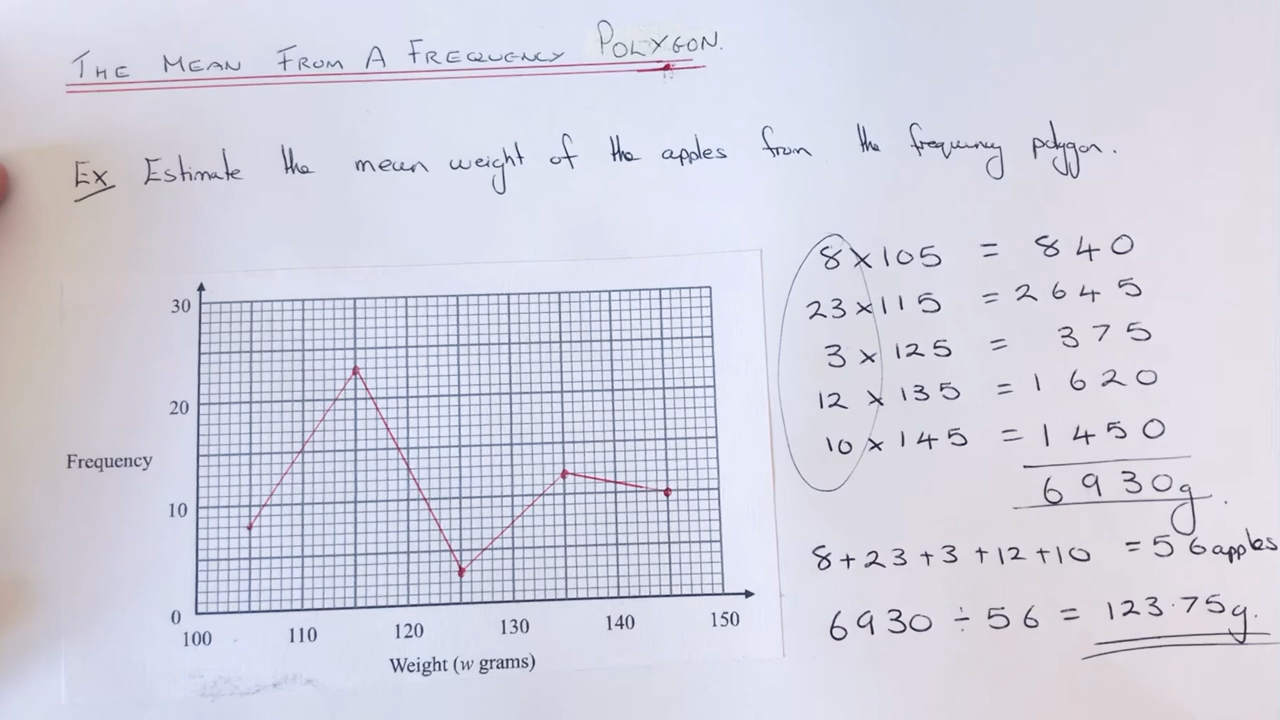 THE MEAN FROM A FREQUENCY POLYGON.
Ex Estimate the mean weight of the apples from the frequency polygon.
30
20
Frequency
10
0
100 110 120 130 140 150
Weight (w grams)
8 × 105 = 840
23 × 115 = 2645
3 × 125 = 375
12 × 135 = 1620
10 × 145 = 1450
6930g.
8 + 23 + 3 + 12 + 10 = 56 apples
6930 ÷ 56 = 123.75g.